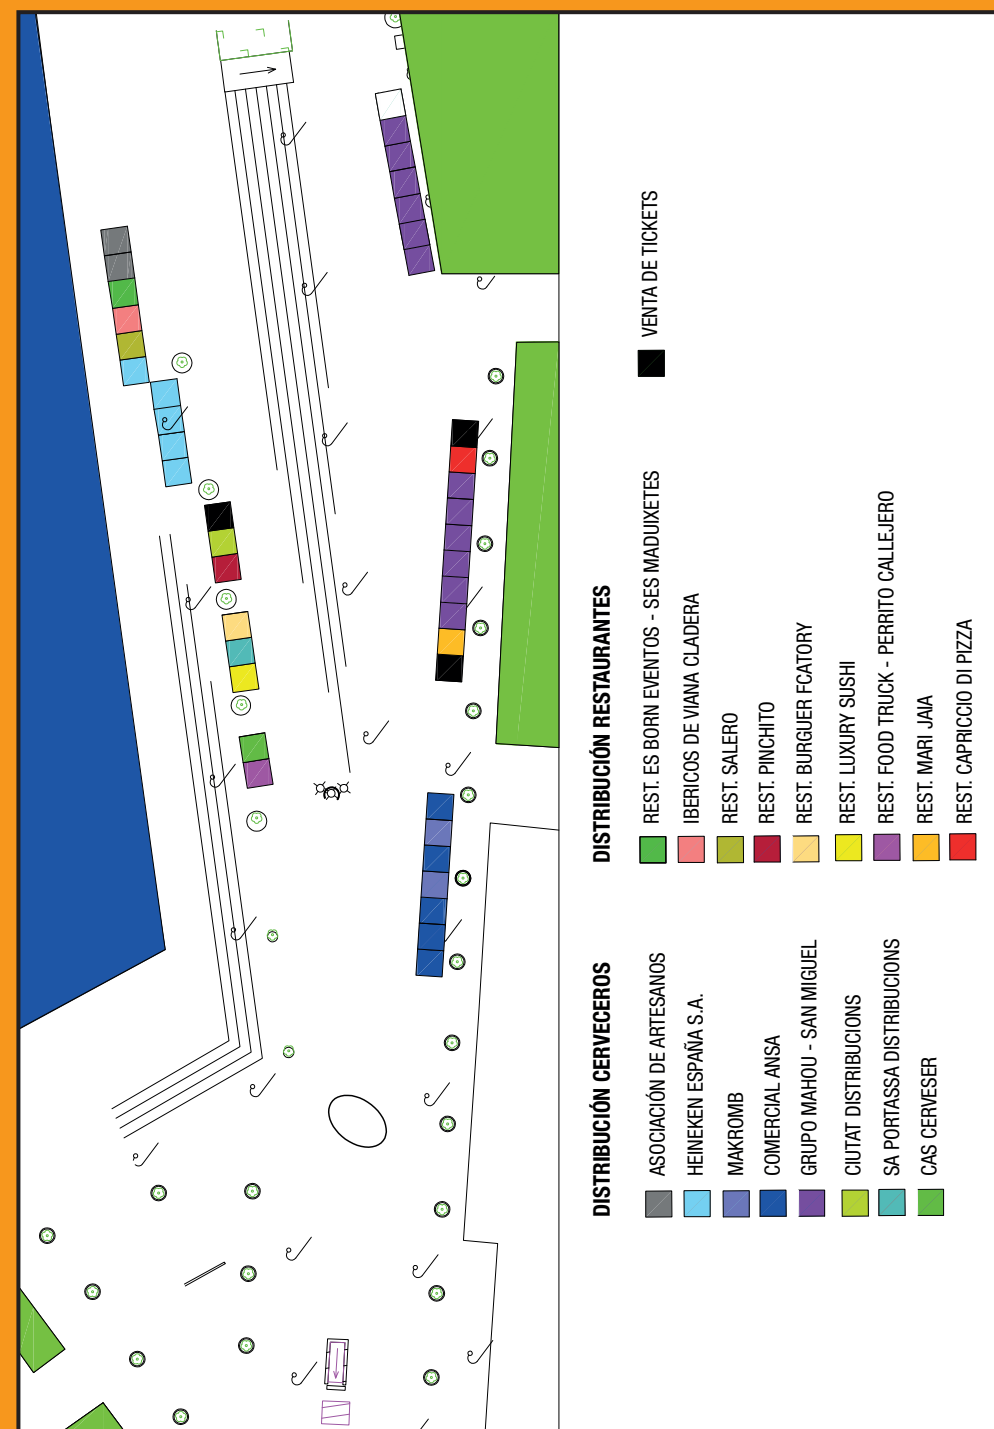 DISTRIBUCIÓN CERVECEROS
ASOCIACIÓN DE ARTESANOS
HEINEKEN ESPAÑA S.A.
MAKROMB
COMERCIAL ANSA
GRUPO MAHOU - SAN MIGUEL
CIUTAT DISTRIBUCIONS
SA PORTASSA DISTRIBUCIONS
CAS CERVESER
DISTRIBUCIÓN RESTAURANTES
REST. ES BORN EVENTOS - SES MADUIXETES
IBERICOS DE VIANA CLADERA
REST. SALERO
REST. PINCHITO
REST. BURGUER FCATORY
REST. LUXURY SUSHI
REST. FOOD TRUCK - PERRITO CALLEJERO
REST. MARI JAIA
REST. CAPRICCIO DI PIZZA
VENTA DE TICKETS